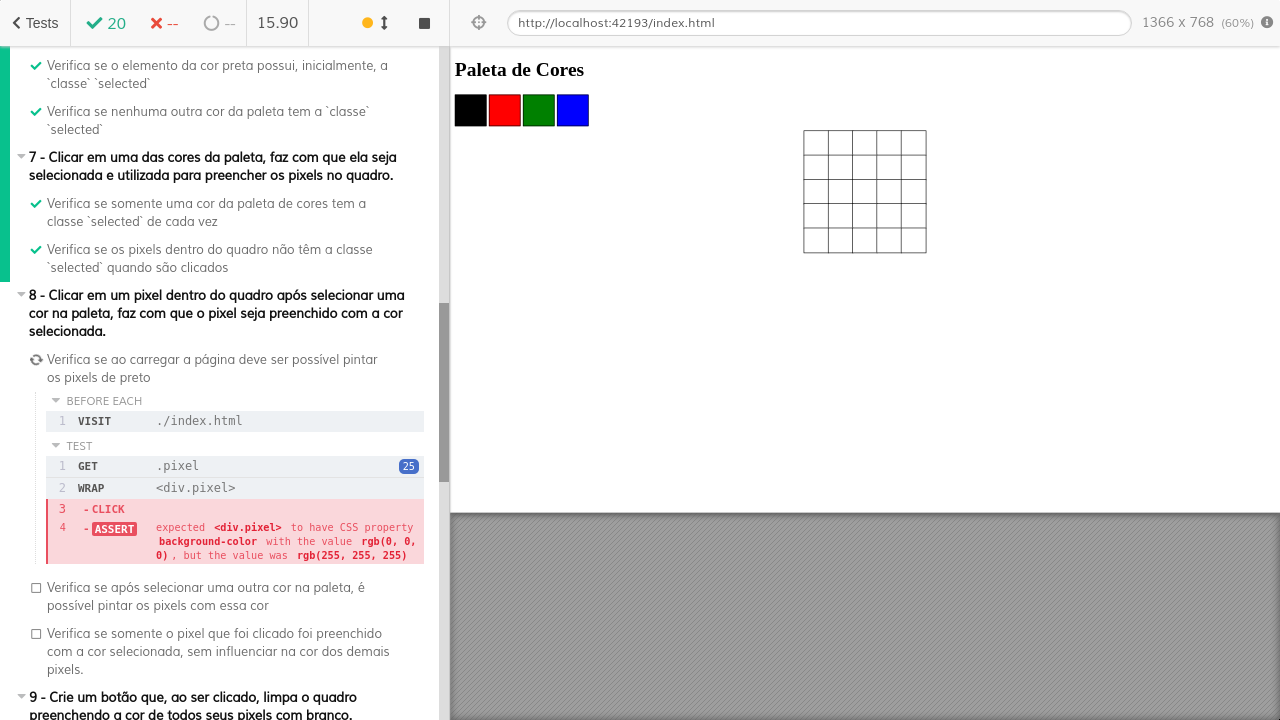 Tests
20
--
--
15.90
http://localhost:42193/index.html
1366 x 768 (60%)
Verifica se o elemento da cor preta possui, inicialmente, a
`classe` `selected`
Verifica se nenhuma outra cor da paleta tem a `classe`
`selected`
7 - Clicar em uma das cores da paleta, faz com que ela seja
selecionada e utilizada para preencher os pixels no quadro.
Verifica se somente uma cor da paleta de cores tem a
classe `selected` de cada vez
Verifica se os pixels dentro do quadro não têm a classe
`selected` quando são clicados
8 - Clicar em um pixel dentro do quadro após selecionar uma
cor na paleta, faz com que o pixel seja preenchido com a cor
selecionada.
Verifica se ao carregar a página deve ser possível pintar
os pixels de preto
BEFORE EACH
1 VISIT ./index.html
TEST
1 GET .pixel 25
2 WRAP <div.pixel>
3 -CLICK
4 -ASSERT expected <div.pixel> to have CSS property
background-color with the value rgb(0, 0,
0), but the value was rgb(255, 255, 255)
Verifica se após selecionar uma outra cor na paleta, é
possível pintar os pixels com essa cor
Verifica se somente o pixel que foi clicado foi preenchido
com a cor selecionada, sem influenciar na cor dos demais
pixels.
9 - Crie um botão que, ao ser clicado, limpa o quadro
preenchendo a cor de todos seus pixels com branco.
Paleta de Cores